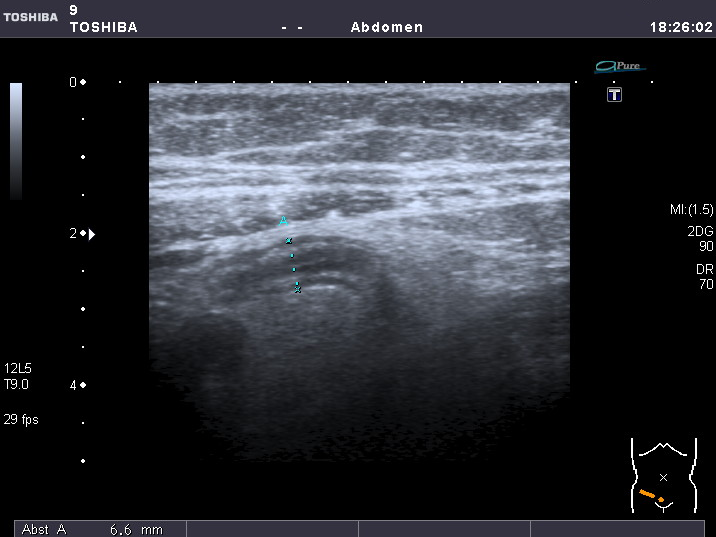 TOSHIBA
9
TOSHIBA - - Abdomen 18:26:02
APure
T
0
A
2
4
MI:(1.5)
2DG
90
DR
70
12L5
T9.0
29 fps
Abst A 6.6 mm